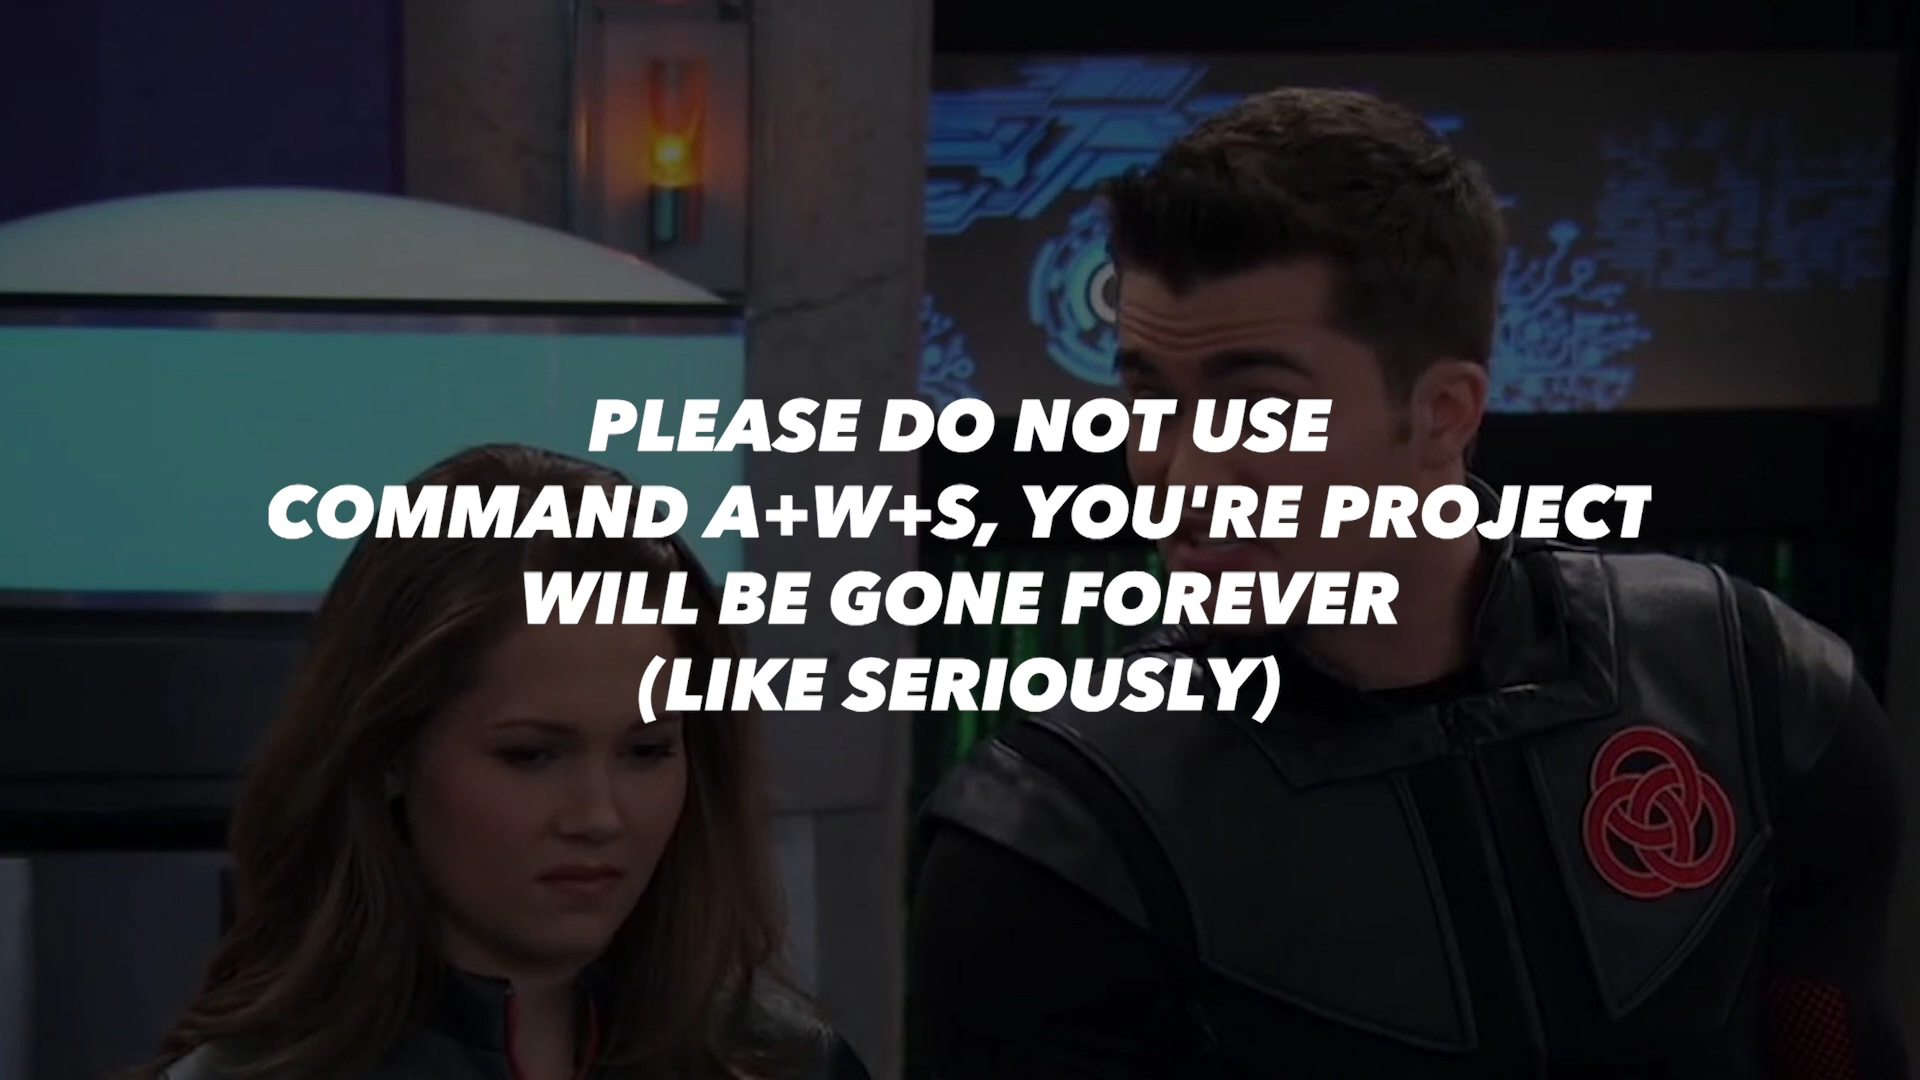 PLEASE DO NOT USE
COMMAND A+W+S, YOU'RE PROJECT
WILL BE GONE FOREVER
(LIKE SERIOUSLY)